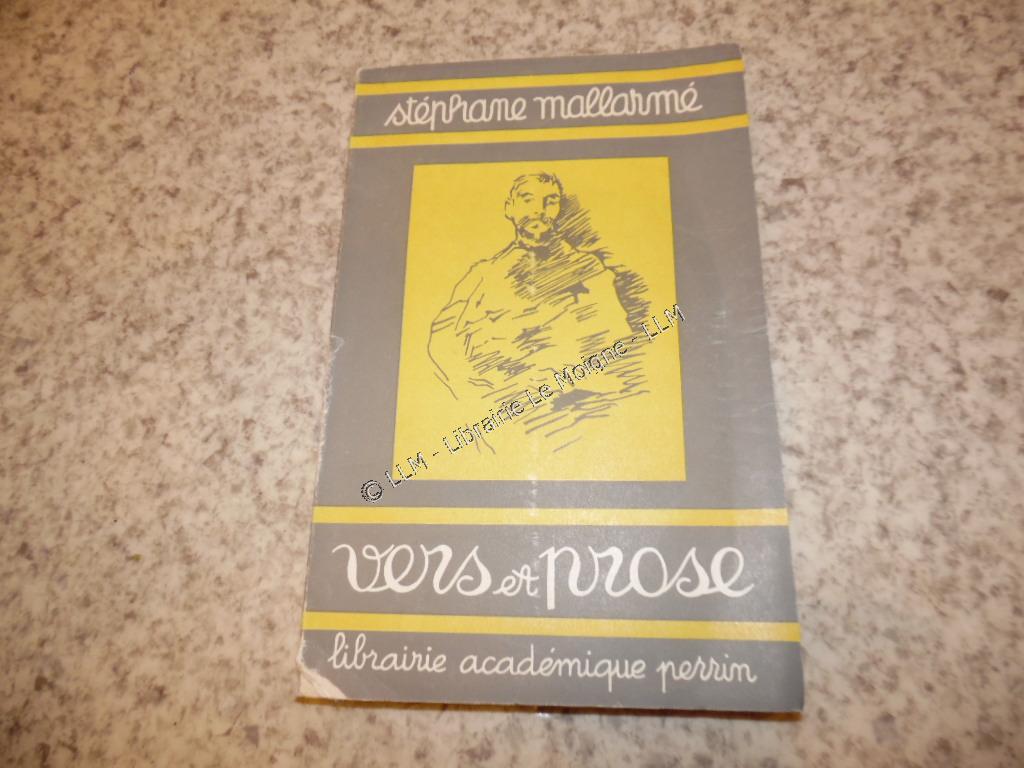 stéphane mallarmé
© LLM - Librairie Le Moigne - LLM
vers et prose
librairie académique perrin